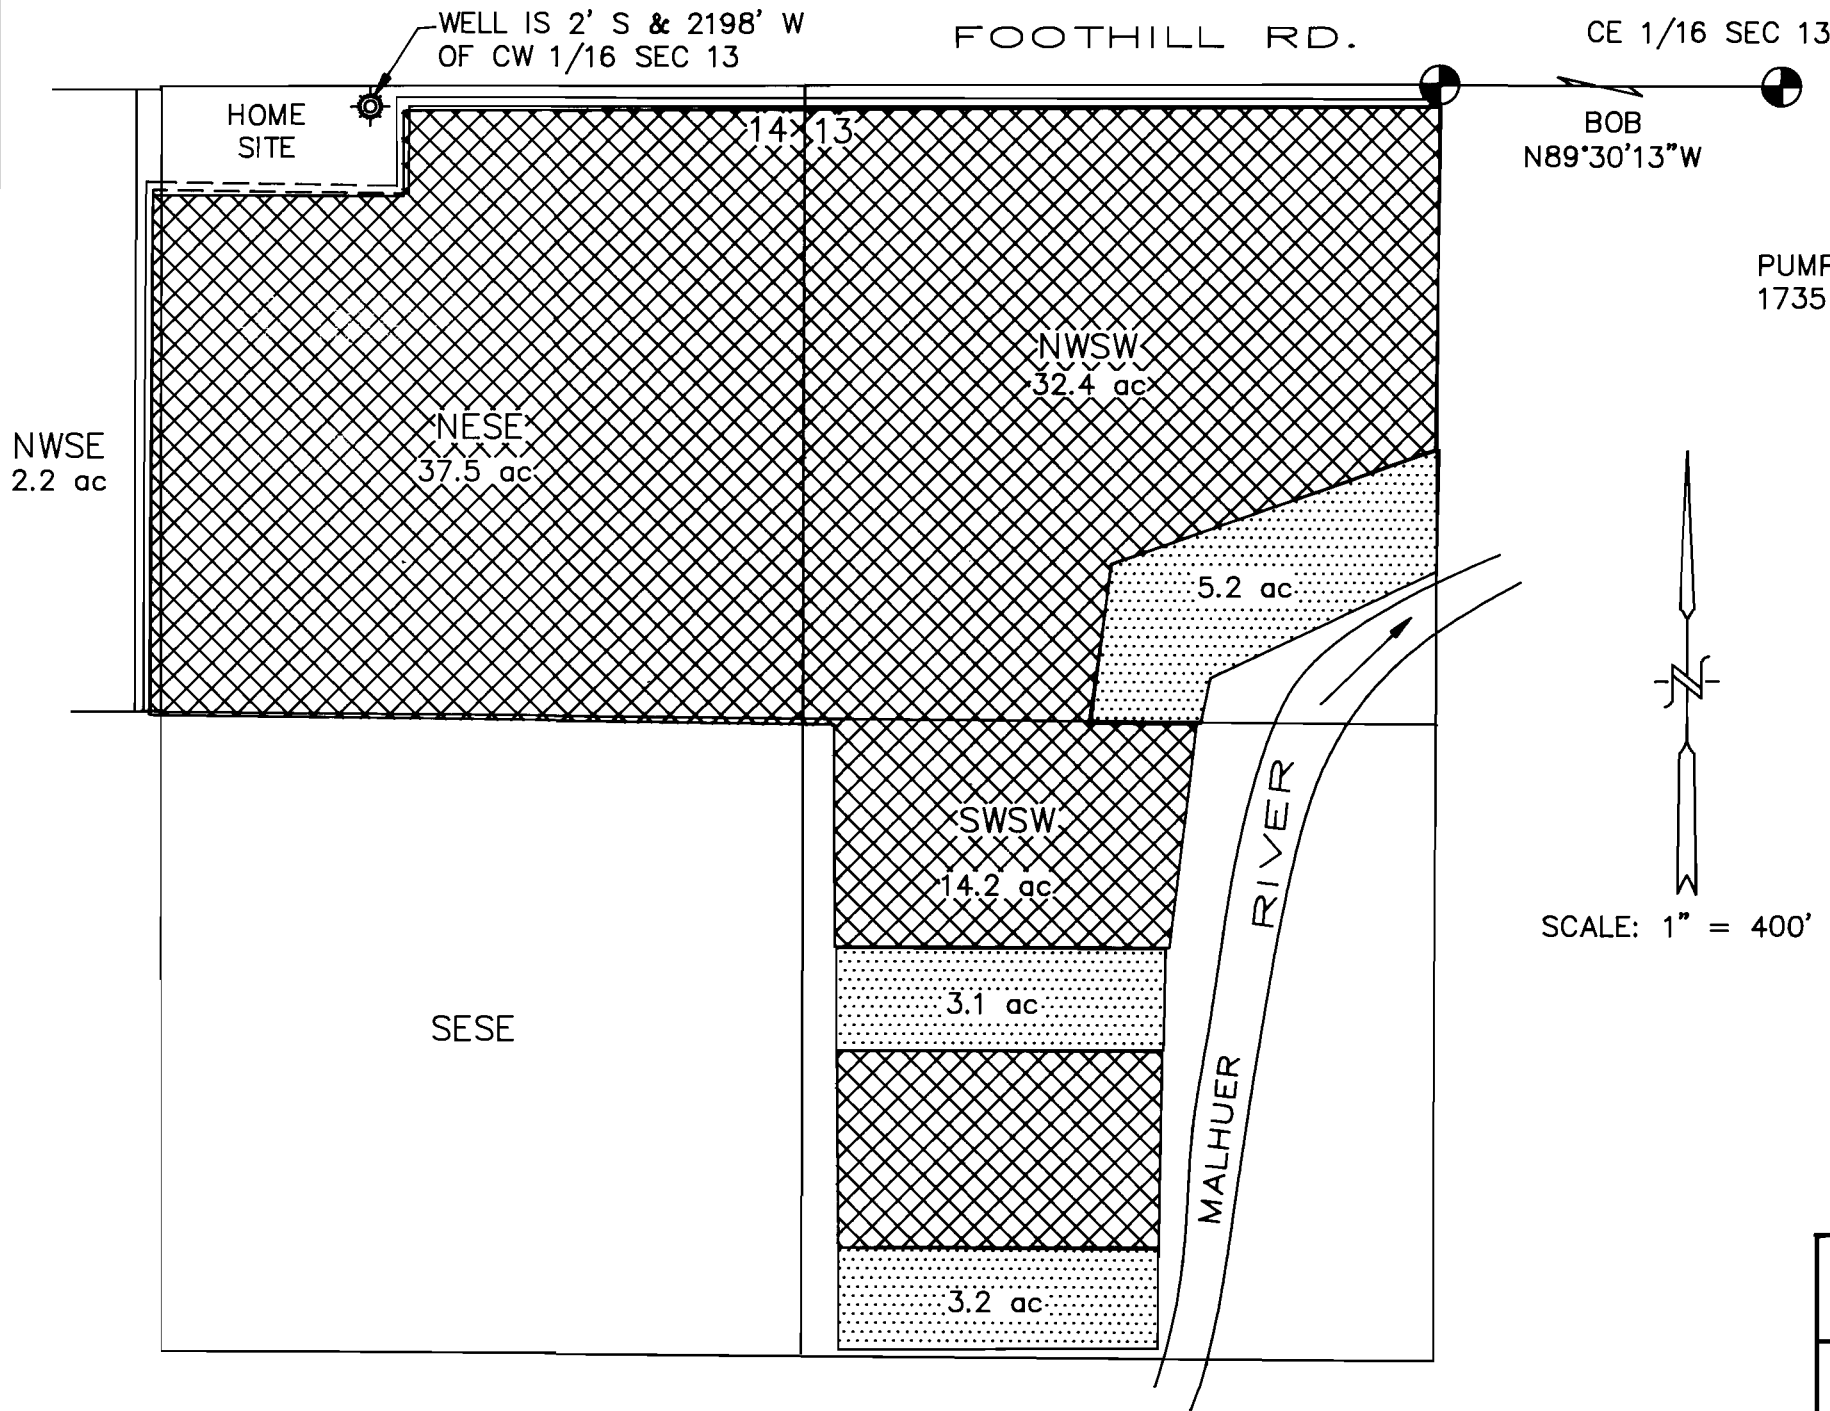 WELL IS 2' S & 2198' W
OF CW 1/16 SEC 13
FOOTHILL RD.
CE 1/16 SEC 13
HOME
SITE
14 13
BOB
N89°30'13"W
PUMP
1735
NWSW
32.4 ac
NESE
37.5 ac
NWSE
2.2 ac
5.2 ac
N
SWSW
14.2 ac
RIVER
SCALE: 1" = 400'
3.1 ac
SESE
MALHUER
3.2 ac